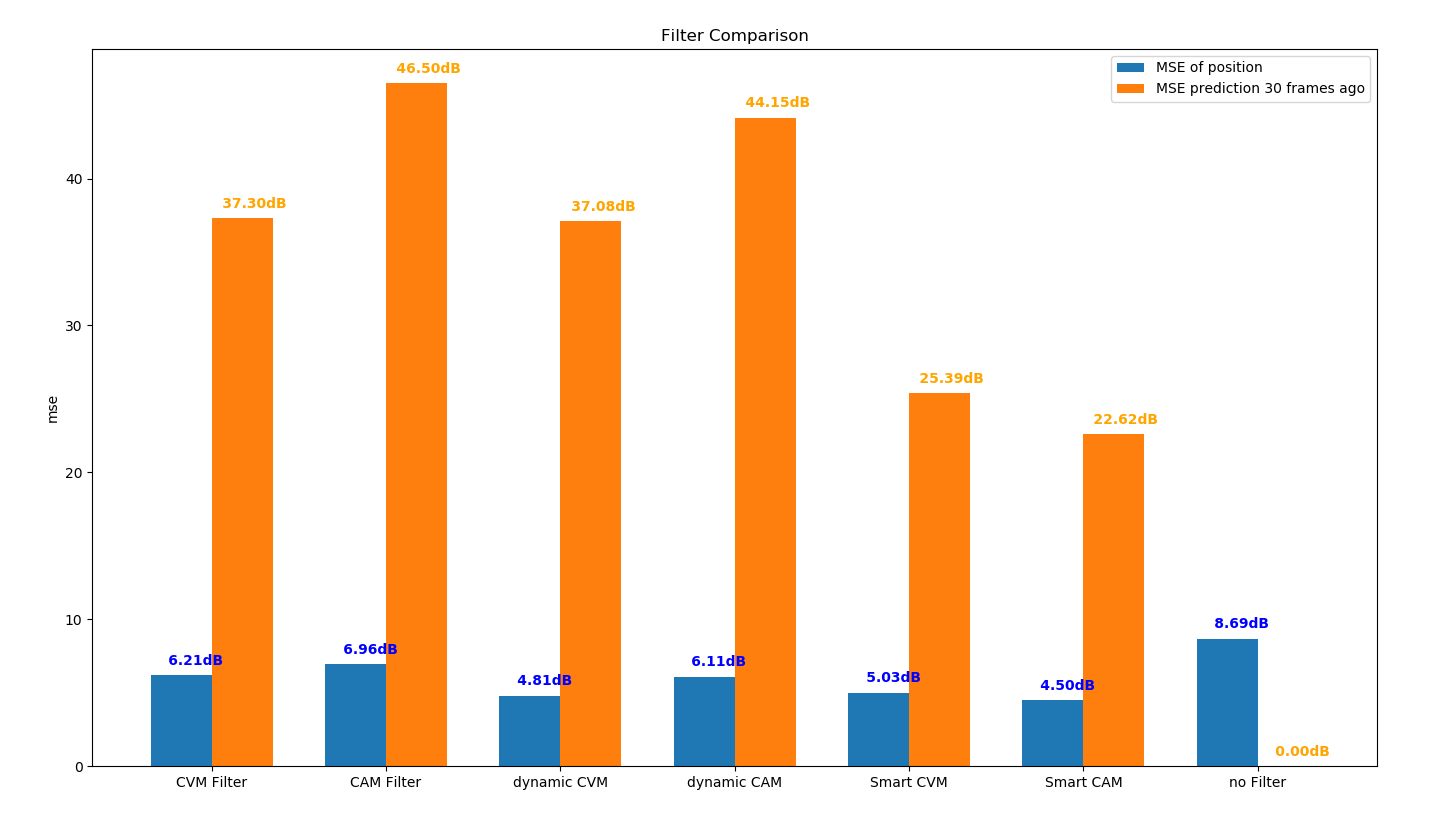 Filter Comparison
MSE of position
MSE prediction 30 frames ago
mse
40
30
20
10
0
46.50dB
44.15dB
37.30dB
37.08dB
25.39dB
22.62dB
6.21dB
6.96dB
4.81dB
6.11dB
5.03dB
4.50dB
8.69dB
0.00dB
CVM Filter
CAM Filter
dynamic CVM
dynamic CAM
Smart CVM
Smart CAM
no Filter